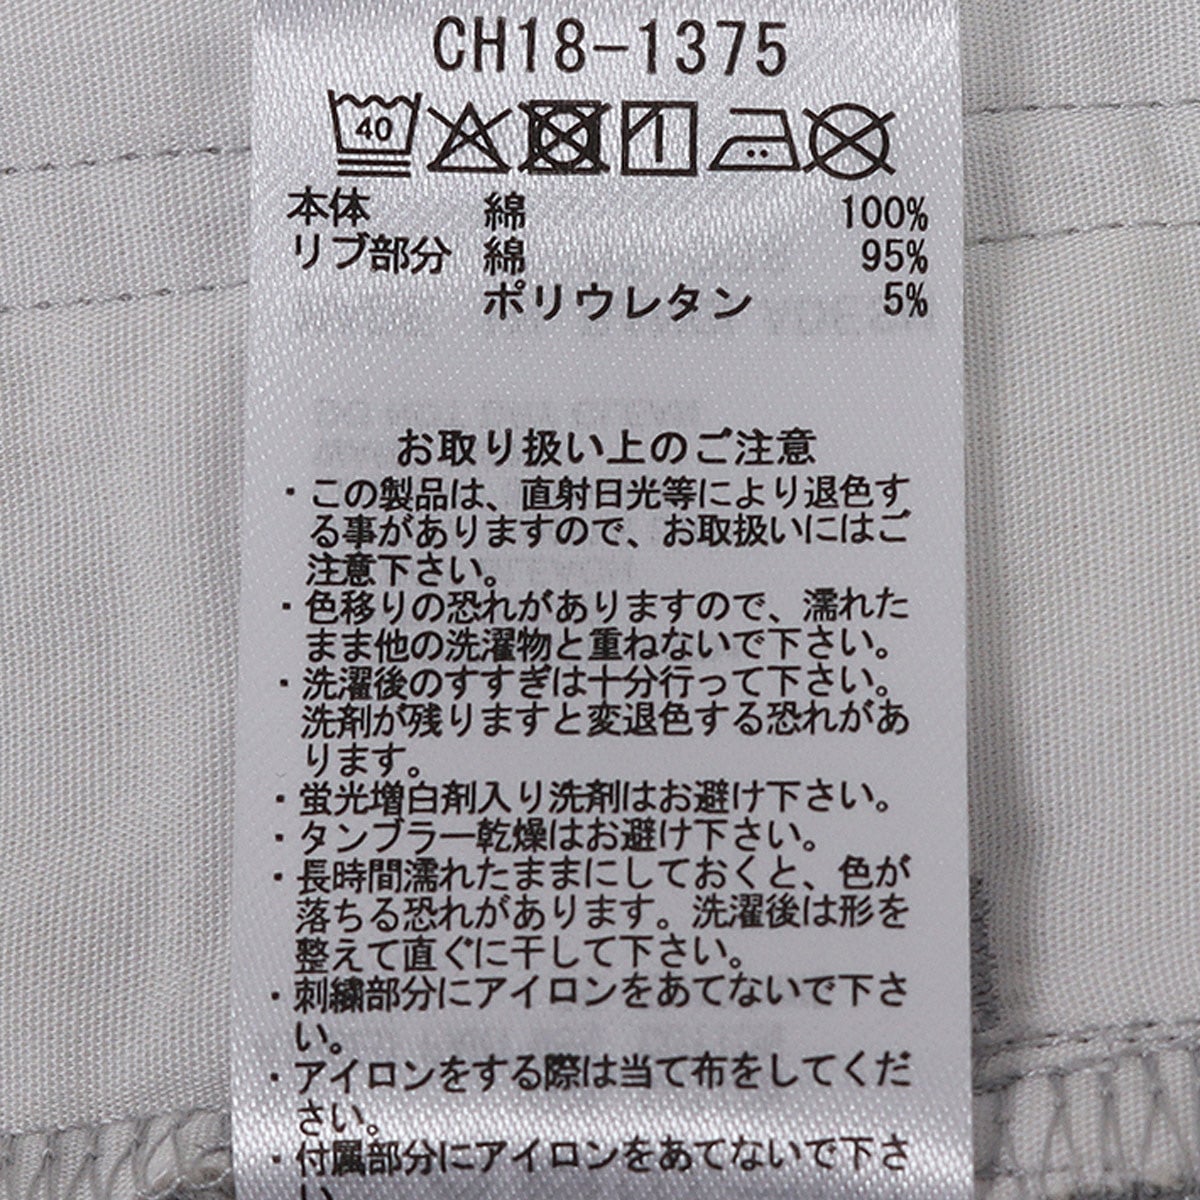 CH18-1375
40
本体 綿 100%
リブ部分 綿 95%
ポリウレタン 5%
お取り扱い上のご注意
・この製品は、直射日光等により退色す
る事がありますので、お取扱いにはご
注意下さい。
・色移りの恐れがありますので、濡れた
まま他の洗濯物と重ねないで下さい。
・洗濯後のすすぎは十分行って下さい。
洗剤が残りますと変退色する恐れがあ
ります。
・蛍光増白剤入り洗剤はお避け下さい。
・タンブラー乾燥はお避け下さい。
・長時間濡れたままにしておくと、色が
落ちる恐れがあります。洗濯後は形を
整えて直ぐに干して下さい。
・刺繍部分にアイロンをあてないで下さ
い。
・アイロンをする際は当て布をしてくだ
さい。
・付属部分にアイロンをあてないで下さ
い。